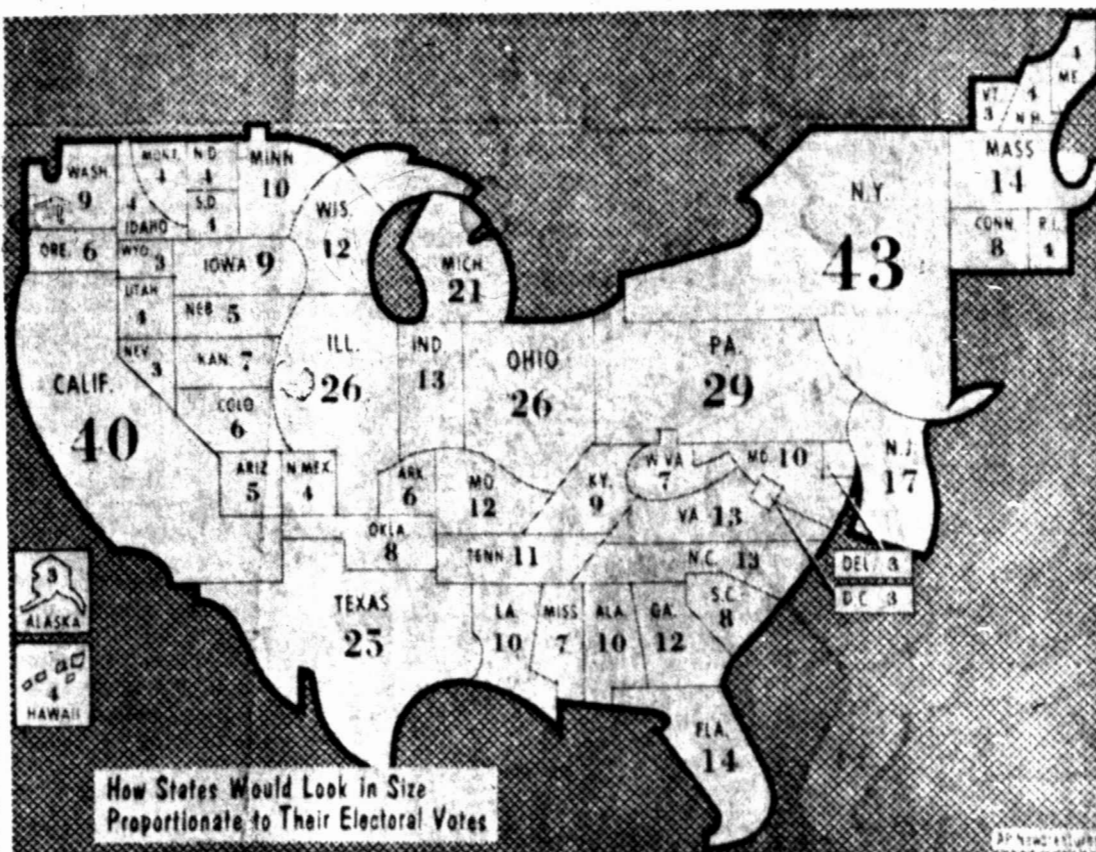 ME.
4
VT.
3
4
N.H.
MASS
14
CONN.
8
R.I.
4
N.Y.
43
WASH
9
ORE. 6
MONT.
4
N.D.
4
S.D.
4
4
IDAHO
MINN
10
WIS.
12
MICH
21
WYO
3
IOWA 9
UTAH
4
NEB 5
NEV.
3
KAN. 7
COLO
6
CALIF.
40
ILL.
26
IND
13
OHIO
26
PA.
29
N.J.
17
ARIZ
5
N MEX.
4
ARK
6
MO.
12
KY.
9
W VA
7
MD. 10
VA. 13
OKLA
8
TENN 11
N.C. 13
S.C.
8
DEL. 3
D.C. 3
TEXAS
25
LA.
10
MISS
7
ALA.
10
GA.
12
FLA.
14
3
ALASKA
4
HAWAII
How States Would Look in Size
Proportionate to Their Electoral Votes
AP Newsfeatures